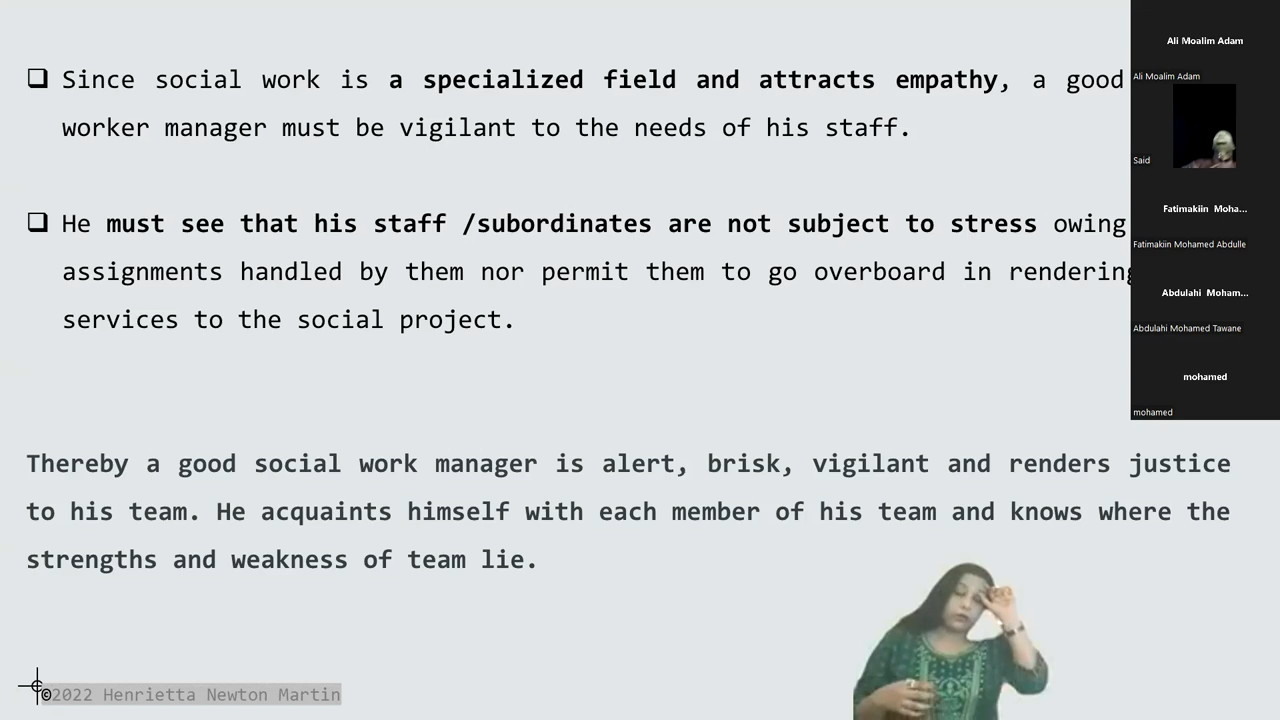 ❑ Since social work is a specialized field and attracts empathy, a good
worker manager must be vigilant to the needs of his staff.
❑ He must see that his staff /subordinates are not subject to stress owing
assignments handled by them nor permit them to go overboard in rendering
services to the social project.
Thereby a good social work manager is alert, brisk, vigilant and renders justice
to his team. He acquaints himself with each member of his team and knows where the
strengths and weakness of team lie.
©2022 Henrietta Newton Martin
Ali Moalim Adam
Ali Moalim Adam
Said
Fatimakiin Moha...
Fatimakiin Mohamed Abdulle
Abdulahi Moham...
Abdulahi Mohamed Tawane
mohamed
mohamed